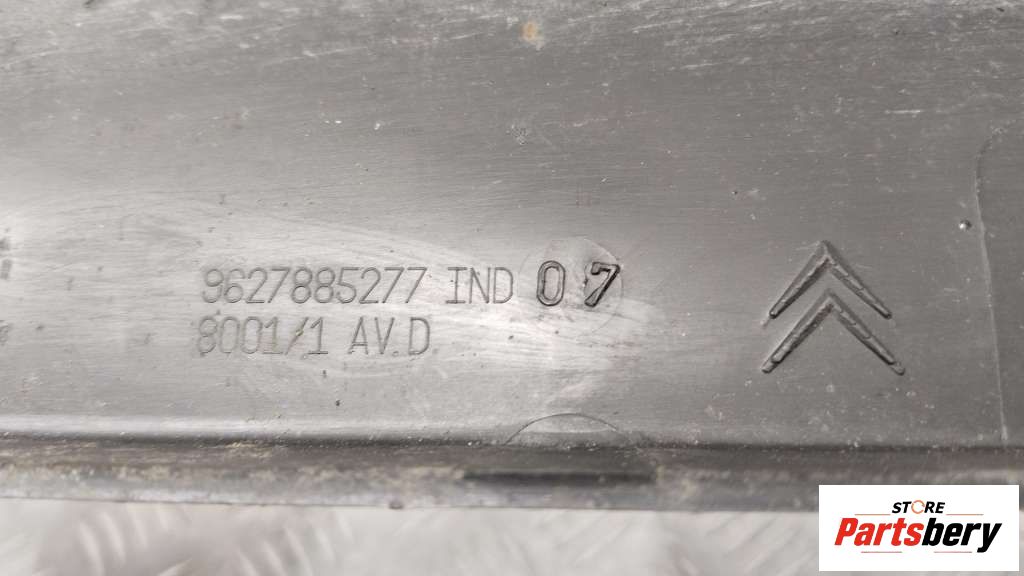 9627885277 IND 07
8001/1 AV.D.
STORE
Partsbery